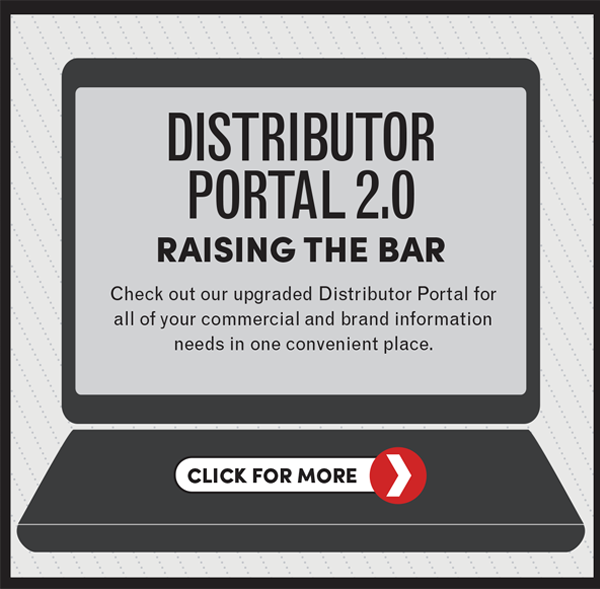 DISTRIBUTOR
PORTAL 2.0
RAISING THE BAR
Check out our upgraded Distributor Portal for
all of your commercial and brand information
needs in one convenient place.
CLICK FOR MORE